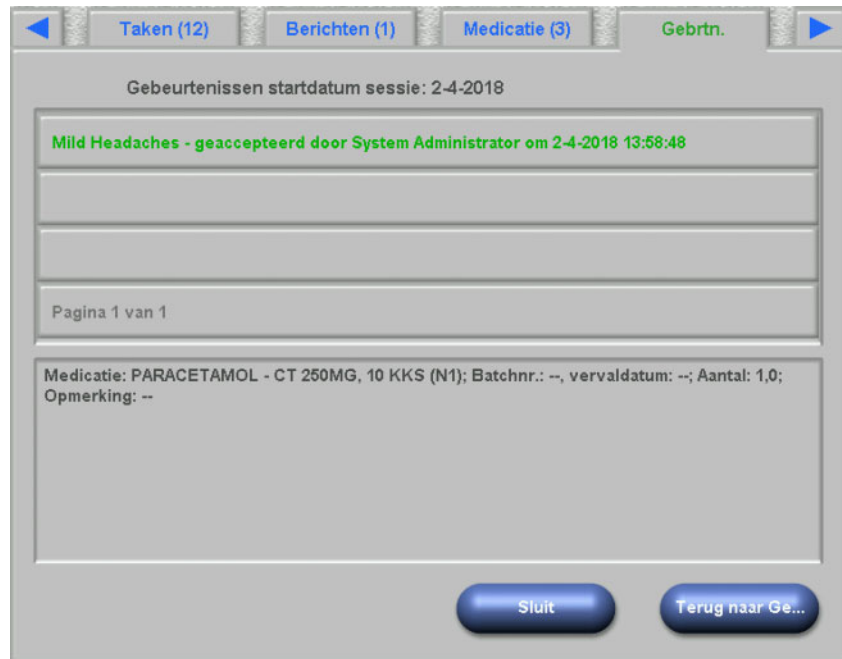 Taken (12) Berichten (1) Medicatie (3) Gebrtn.
Gebeurtenissen startdatum sessie: 2-4-2018
Mild Headaches - geaccepteerd door System Administrator om 2-4-2018 13:58:48
Pagina 1 van 1
Medicatie: PARACETAMOL - CT 250MG, 10 KKS (N1); Batchnr.: --, vervaldatum: --; Aantal: 1,0;
Opmerking: --
Sluit Terug naar Ge...